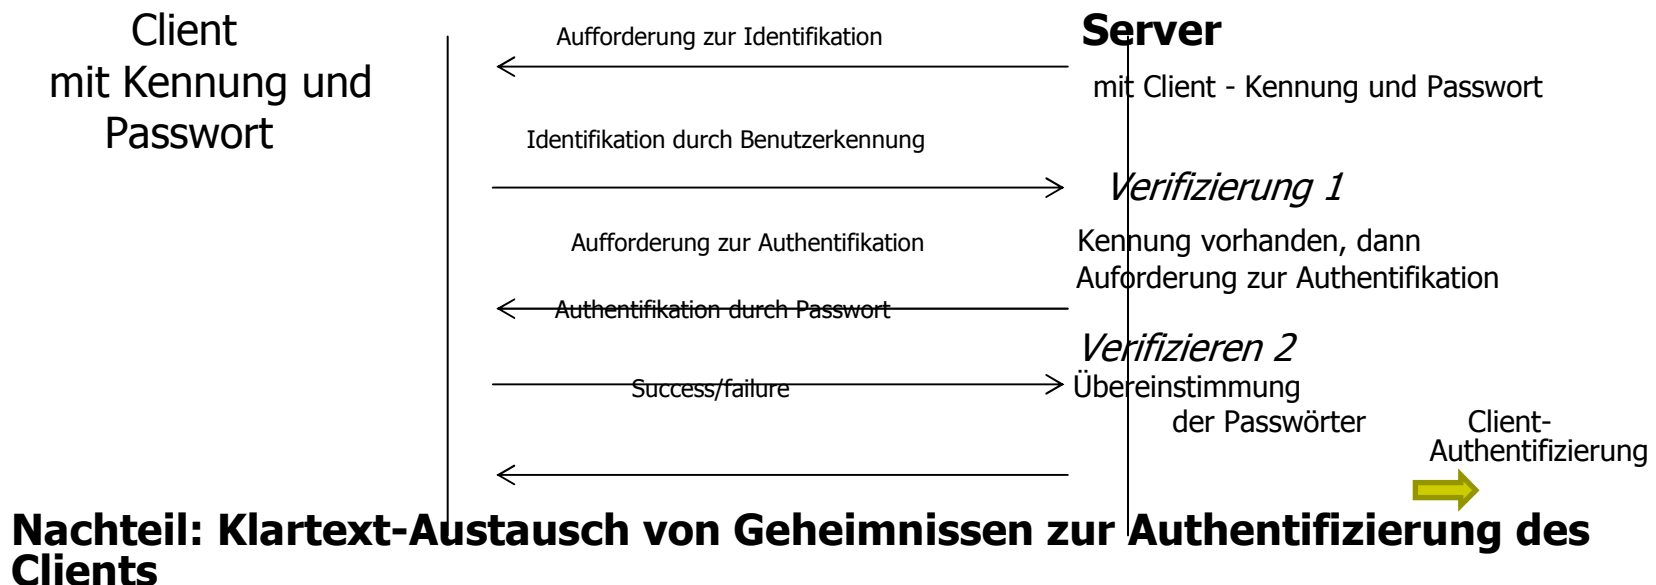 Client
mit Kennung und
Passwort
Aufforderung zur Identifikation
Server
mit Client - Kennung und Passwort
Identifikation durch Benutzerkennung
Verifizierung 1
Aufforderung zur Authentifikation
Kennung vorhanden, dann
Auforderung zur Authentifikation
Authentifikation durch Passwort
Verifizieren 2
Success/failure
Übereinstimmung
der Passwörter
Client-
Authentifizierung
Nachteil: Klartext-Austausch von Geheimnissen zur Authentifizierung des
Clients